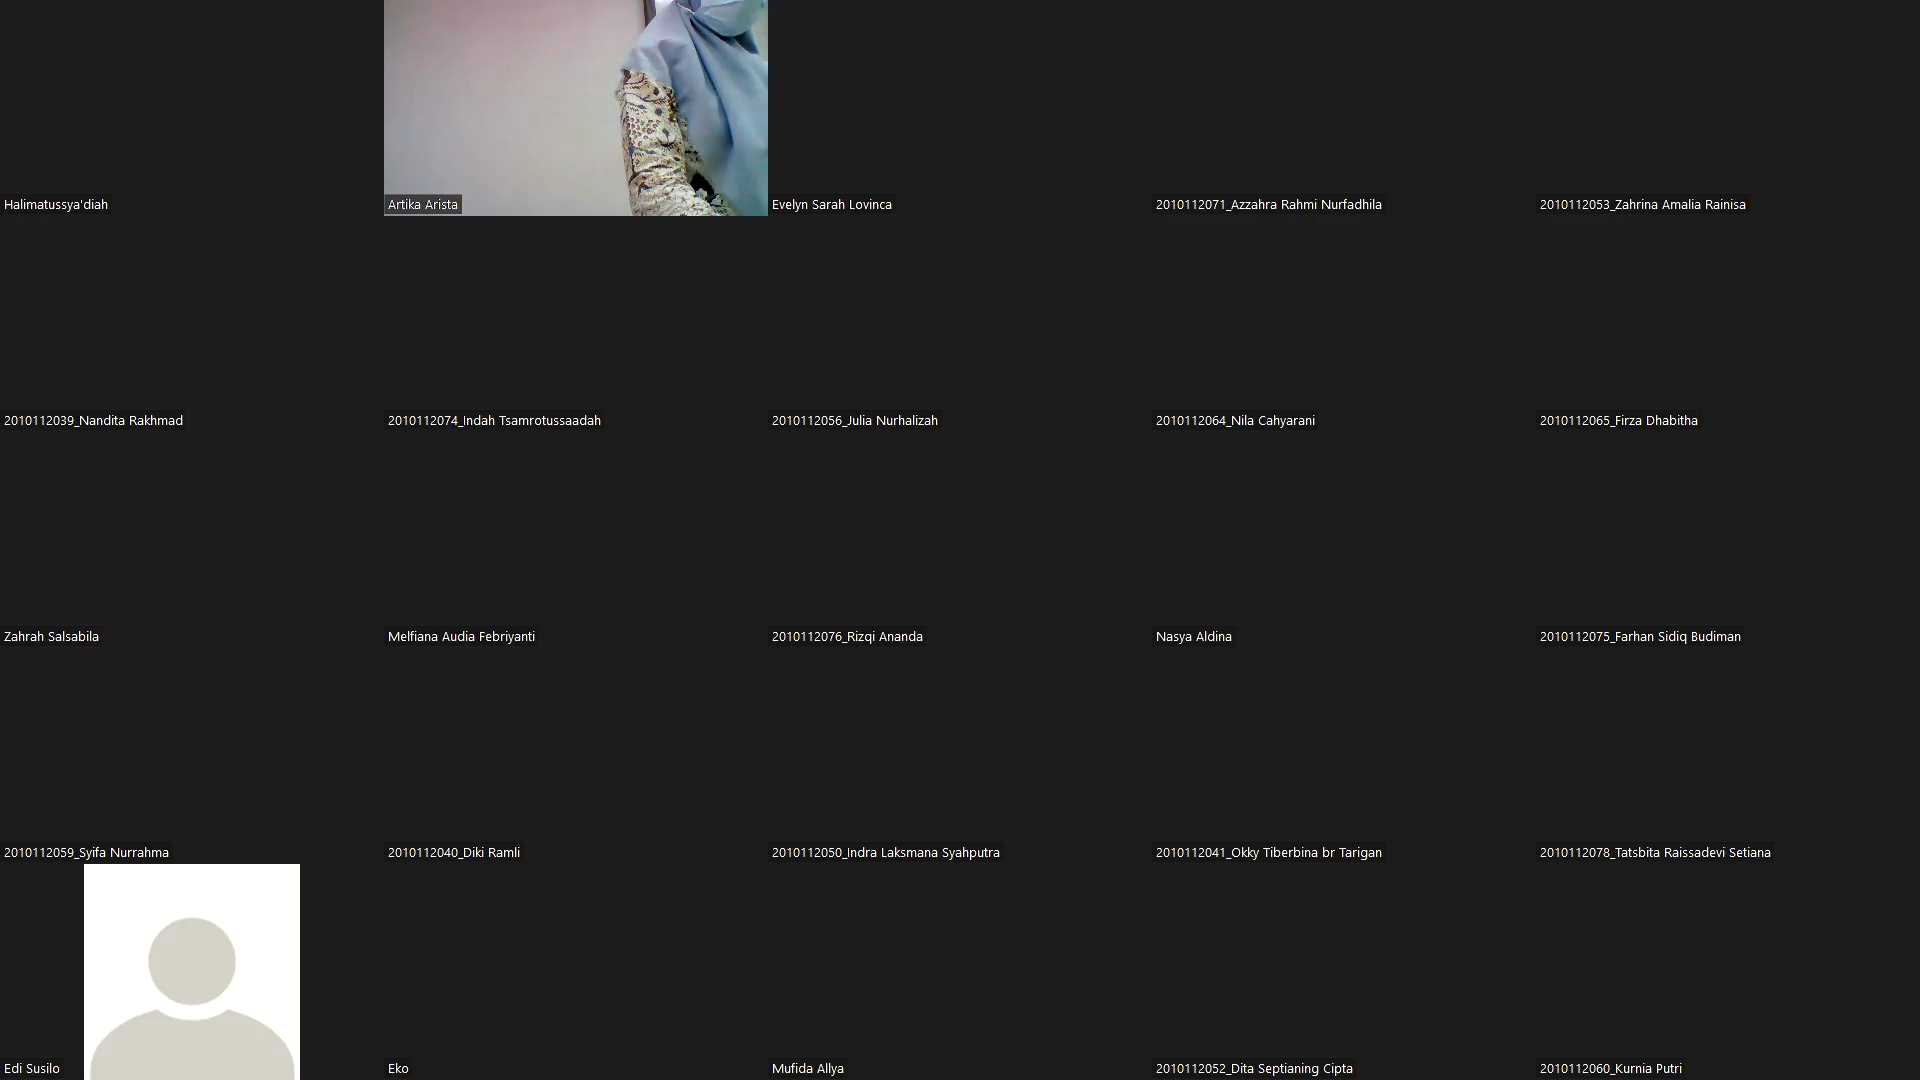 Halimatussya'diah
Artika Arista
Evelyn Sarah Lovinca
2010112071_Azzahra Rahmi Nurfadhila
2010112053_Zahrina Amalia Rainisa
2010112039_Nandita Rakhmad
2010112074_Indah Tsamrotussaadah
2010112056_Julia Nurhalizah
2010112064_Nila Cahyarani
2010112065_Firza Dhabitha
Zahrah Salsabila
Melfiana Audia Febriyanti
2010112076_Rizqi Ananda
Nasya Aldina
2010112075_Farhan Sidiq Budiman
2010112059_Syifa Nurrahma
2010112040_Diki Ramli
2010112050_Indra Laksmana Syahputra
2010112041_Okky Tiberbina br Tarigan
2010112078_Tatsbita Raissadevi Setiana
Edi Susilo
Eko
Mufida Allya
2010112052_Dita Septianing Cipta
2010112060_Kurnia Putri